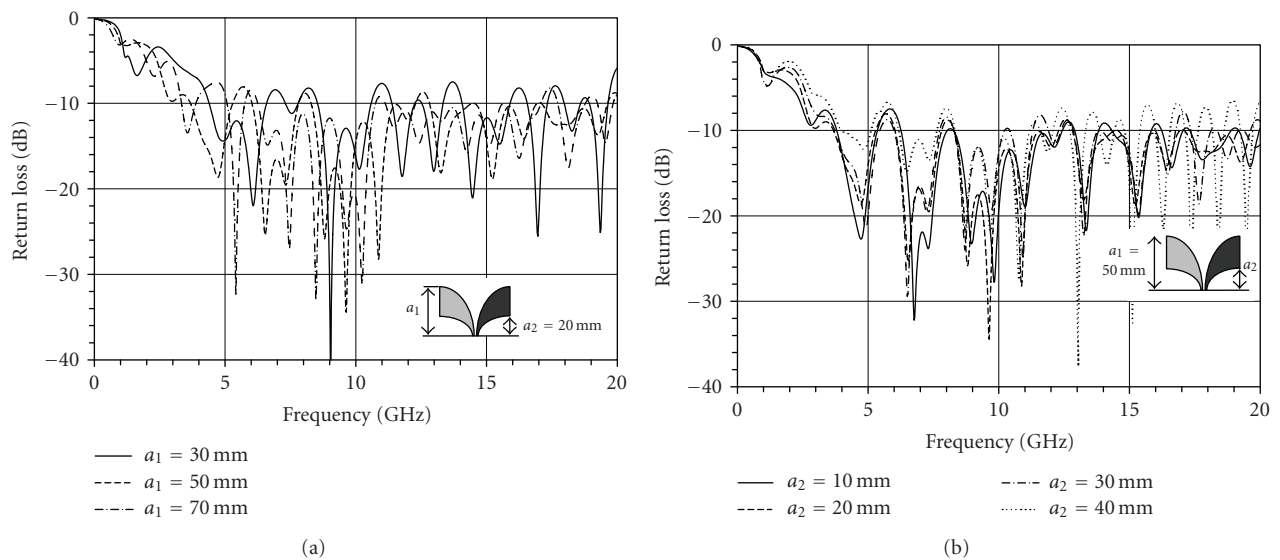 0
−10
−20
−30
−40
Return loss (dB)
0 5 10 15 20
Frequency (GHz)
a1
a2 = 20 mm
a1 = 30 mm
a1 = 50 mm
a1 = 70 mm
(a)
0
−10
−20
−30
−40
Return loss (dB)
0 5 10 15 20
Frequency (GHz)
a1 =
50 mm
a2
a2 = 10 mm
a2 = 20 mm
a2 = 30 mm
a2 = 40 mm
(b)